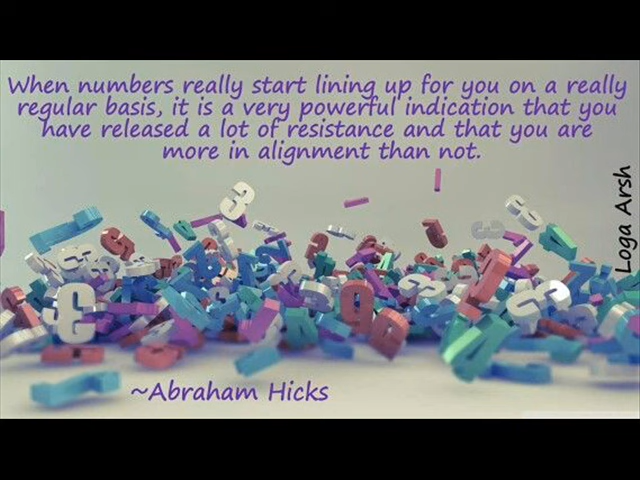 When numbers really start lining up for you on a really
regular basis, it is a very powerful indication that you
have released a lot of resistance and that you are
more in alignment than not.
Loga Arsh
~Abraham Hicks